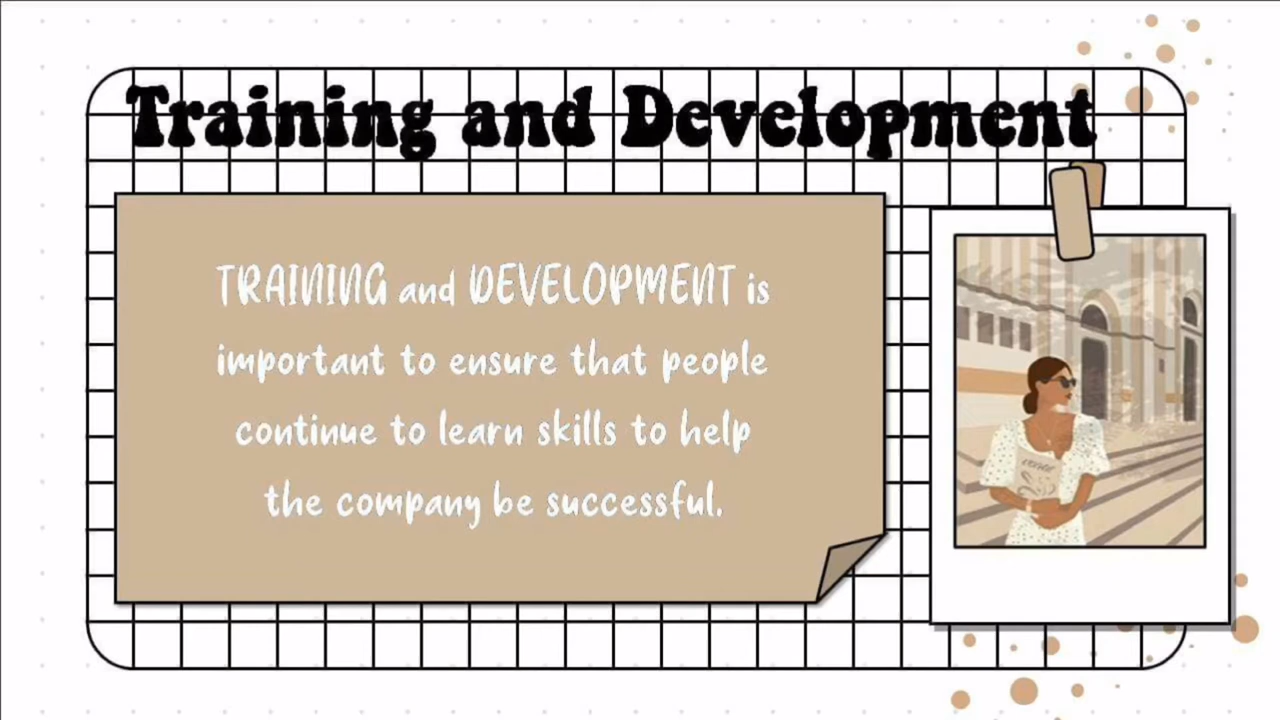 Training and Development
TRAINING and DEVELOPMENT is
important to ensure that people
continue to learn skills to help
the company be successful.